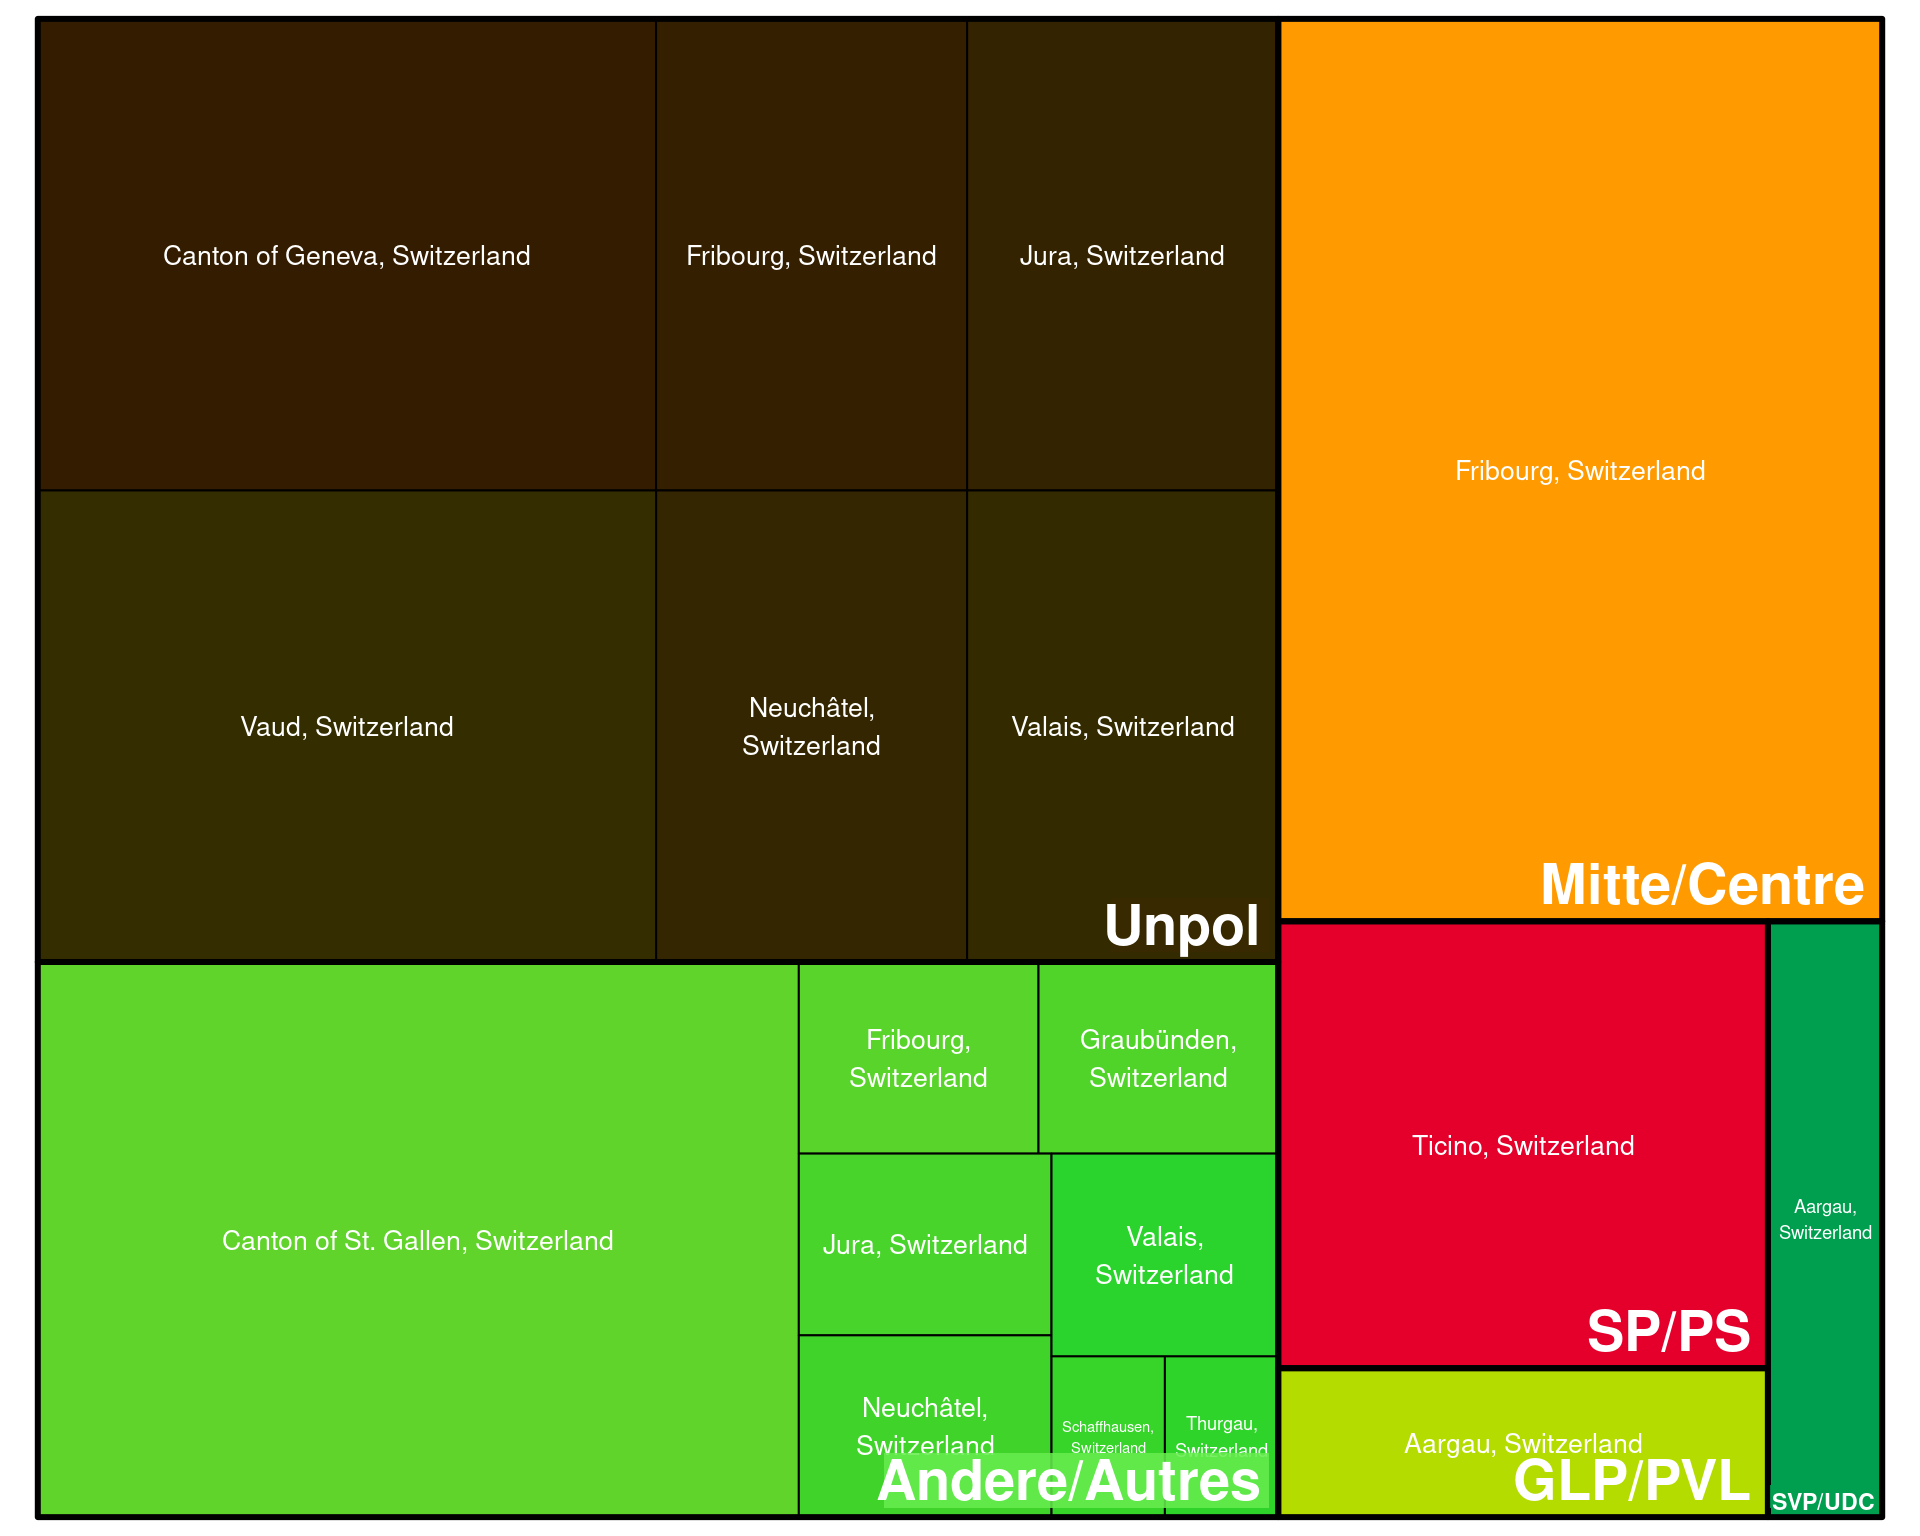 Canton of Geneva, Switzerland
Fribourg, Switzerland
Jura, Switzerland
Vaud, Switzerland
Neuchâtel,
Switzerland
Valais, Switzerland
Unpol
Fribourg, Switzerland
Mitte/Centre
Canton of St. Gallen, Switzerland
Fribourg,
Switzerland
Graubünden,
Switzerland
Jura, Switzerland
Valais,
Switzerland
Neuchâtel,
Switzerland
Schaffhausen,
Switzerland
Thurgau,
Switzerland
Andere/Autres
Ticino, Switzerland
SP/PS
Aargau, Switzerland
GLP/PVL
Aargau,
Switzerland
SVP/UDC